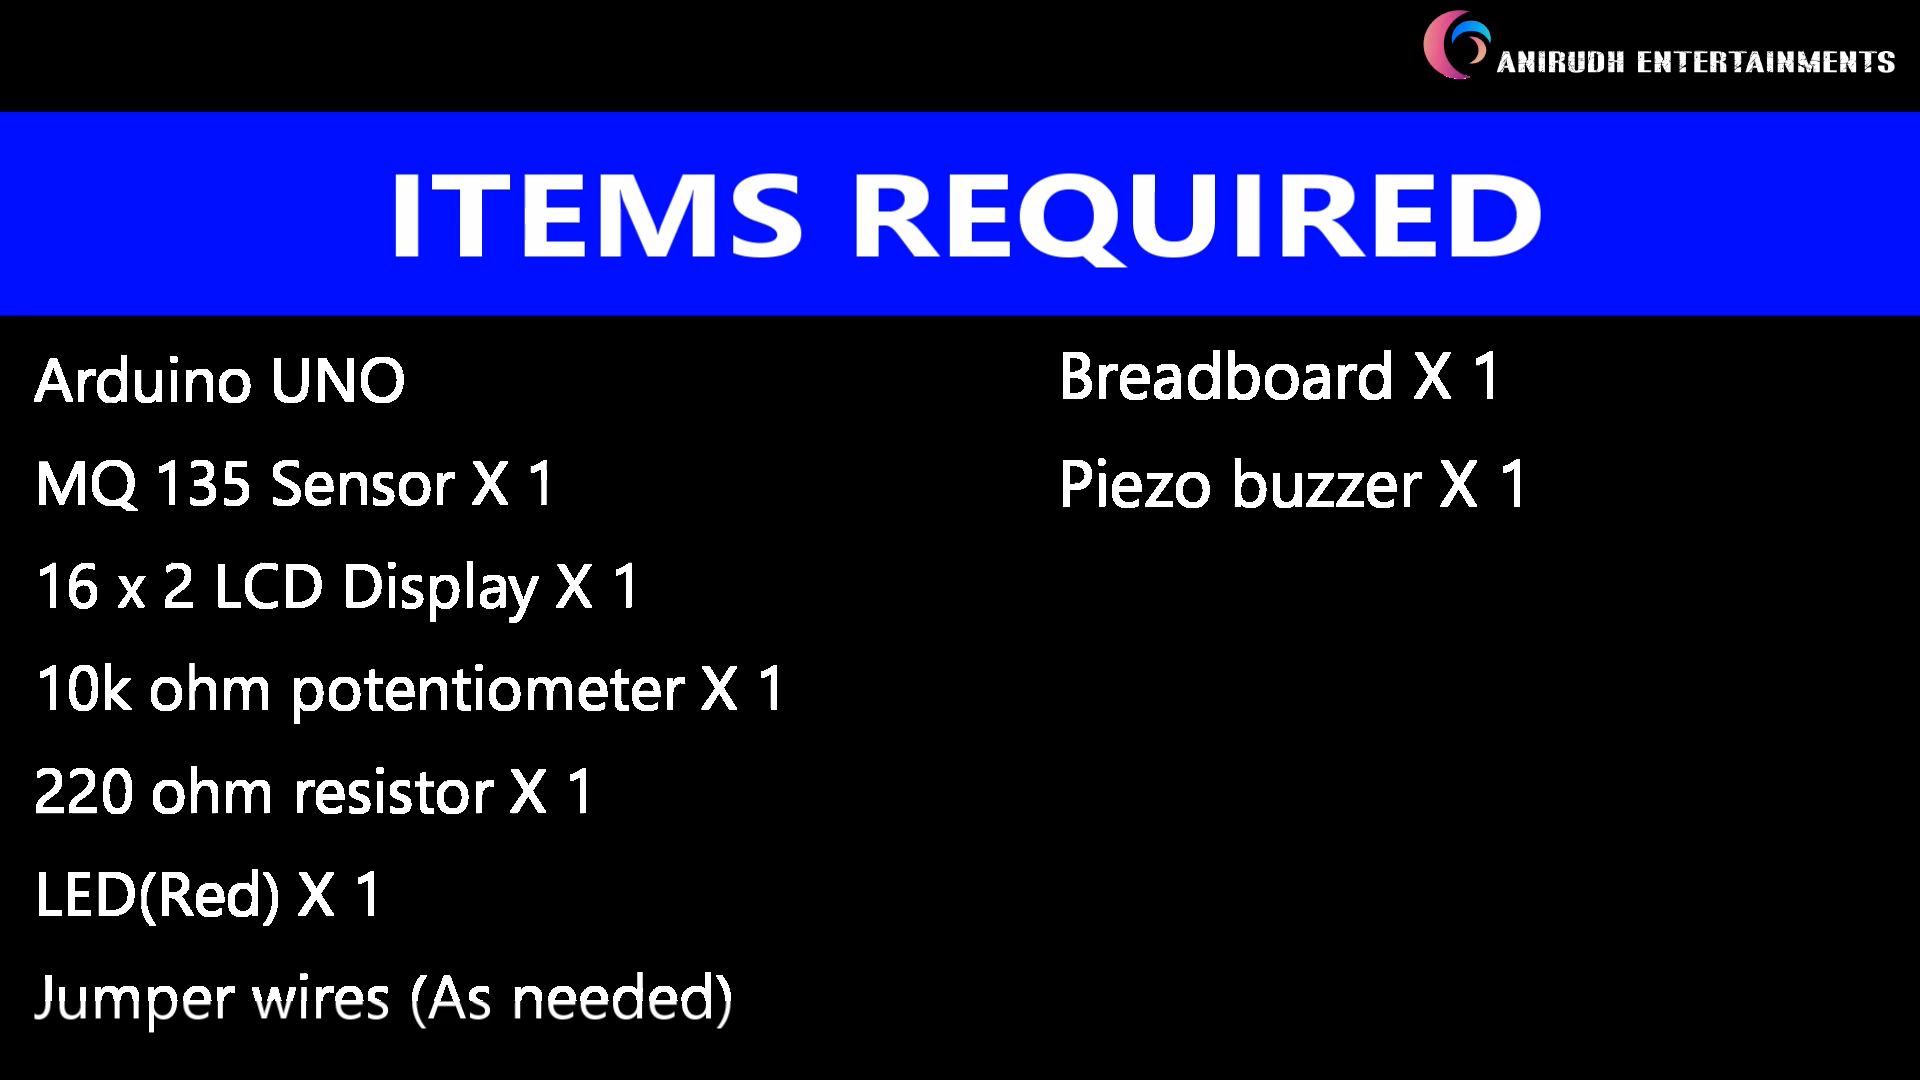 ANIRUDH ENTERTAINMENTS
ITEMS REQUIRED
Arduino UNO
MQ 135 Sensor X 1
16 x 2 LCD Display X 1
10k ohm potentiometer X 1
220 ohm resistor X 1
LED(Red) X 1
Jumper wires (As needed)
Breadboard X 1
Piezo buzzer X 1